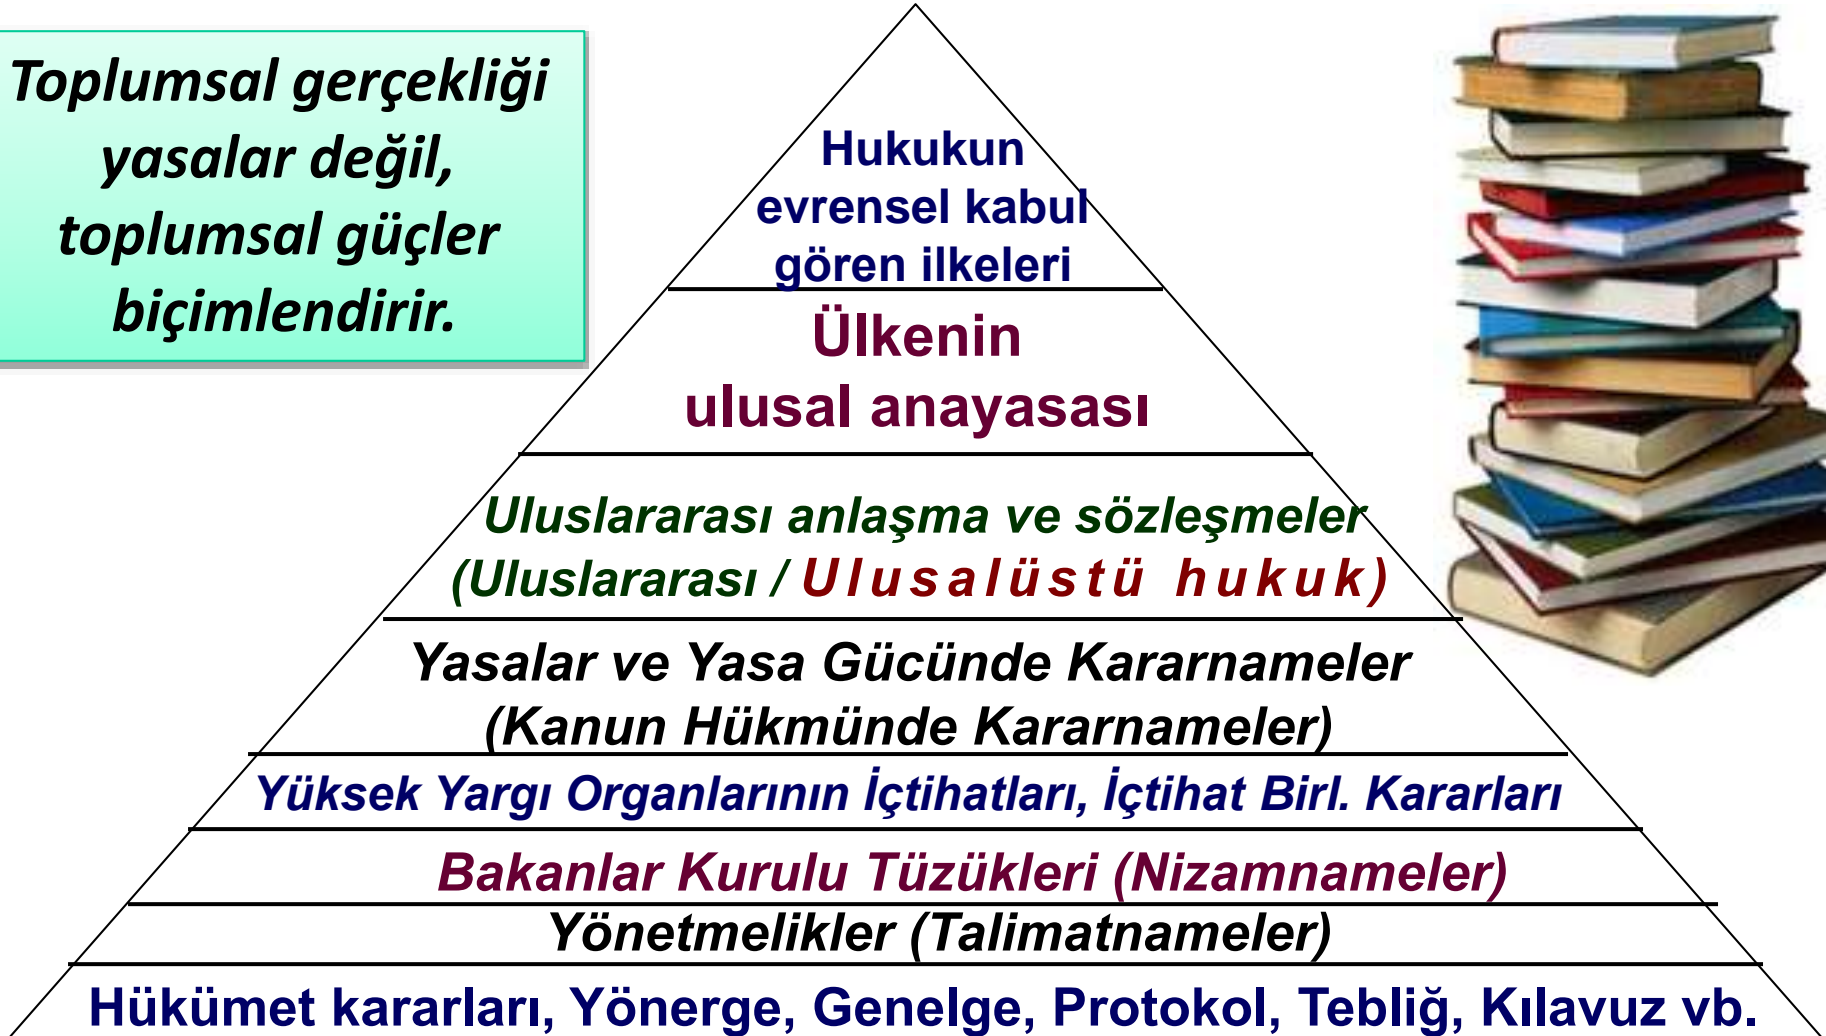 Toplumsal gerçekliği
yasalar değil,
toplumsal güçler
biçimlendirir.
Hukukun
evrensel kabul
gören ilkeleri
Ülkenin
ulusal anayasası
Uluslararası anlaşma ve sözleşmeler
(Uluslararası / Ulusalüstü hukuk)
Yasalar ve Yasa Gücünde Kararnameler
(Kanun Hükmünde Kararnameler)
Yüksek Yargı Organlarının İçtihatları, İçtihat Birl. Kararları
Bakanlar Kurulu Tüzükleri (Nizamnameler)
Yönetmelikler (Talimatnameler)
Hükümet kararları, Yönerge, Genelge, Protokol, Tebliğ, Kılavuz vb.